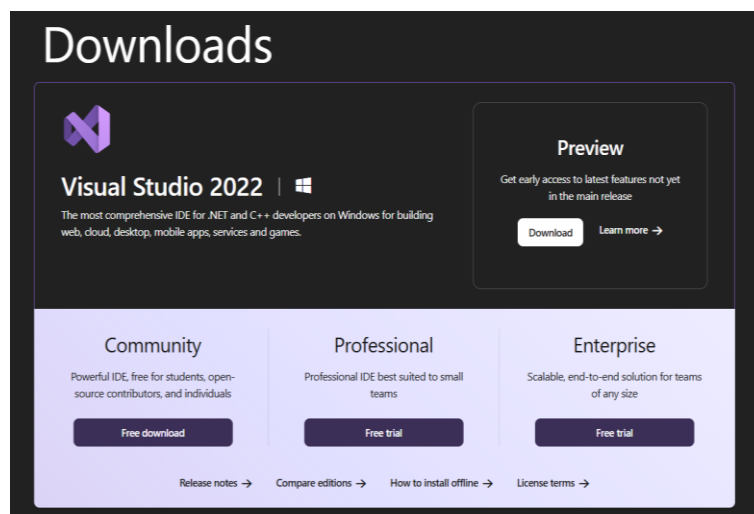 Downloads
Visual Studio 2022
The most comprehensive IDE for .NET and C++ developers on Windows for building
web, cloud, desktop, mobile apps, services and games.
Preview
Get early access to latest features not yet
in the main release
Download
Learn more →
Community
Powerful IDE, free for students, open-
source contributors, and individuals
Free download
Professional
Professional IDE best suited to small
teams
Free trial
Enterprise
Scalable, end-to-end solution for teams
of any size
Free trial
Release notes →
Compare editions →
How to install offline →
License terms →